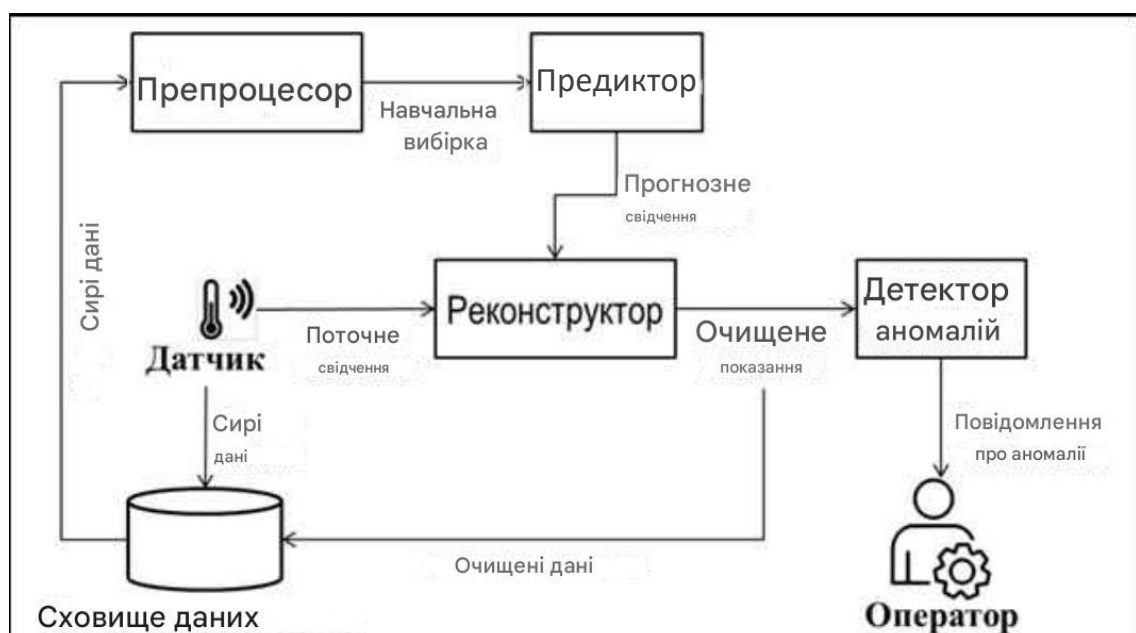 Препроцесор
Предиктор
Навчальна
вибірка
Прогнозне
свідчення
Сирі дані
Датчик
Поточне
свідчення
Реконструктор
Очищене
показання
Детектор
аномалій
Сирі
дані
Повідомлення
про аномалії
Очищені дані
Сховище даних
Оператор